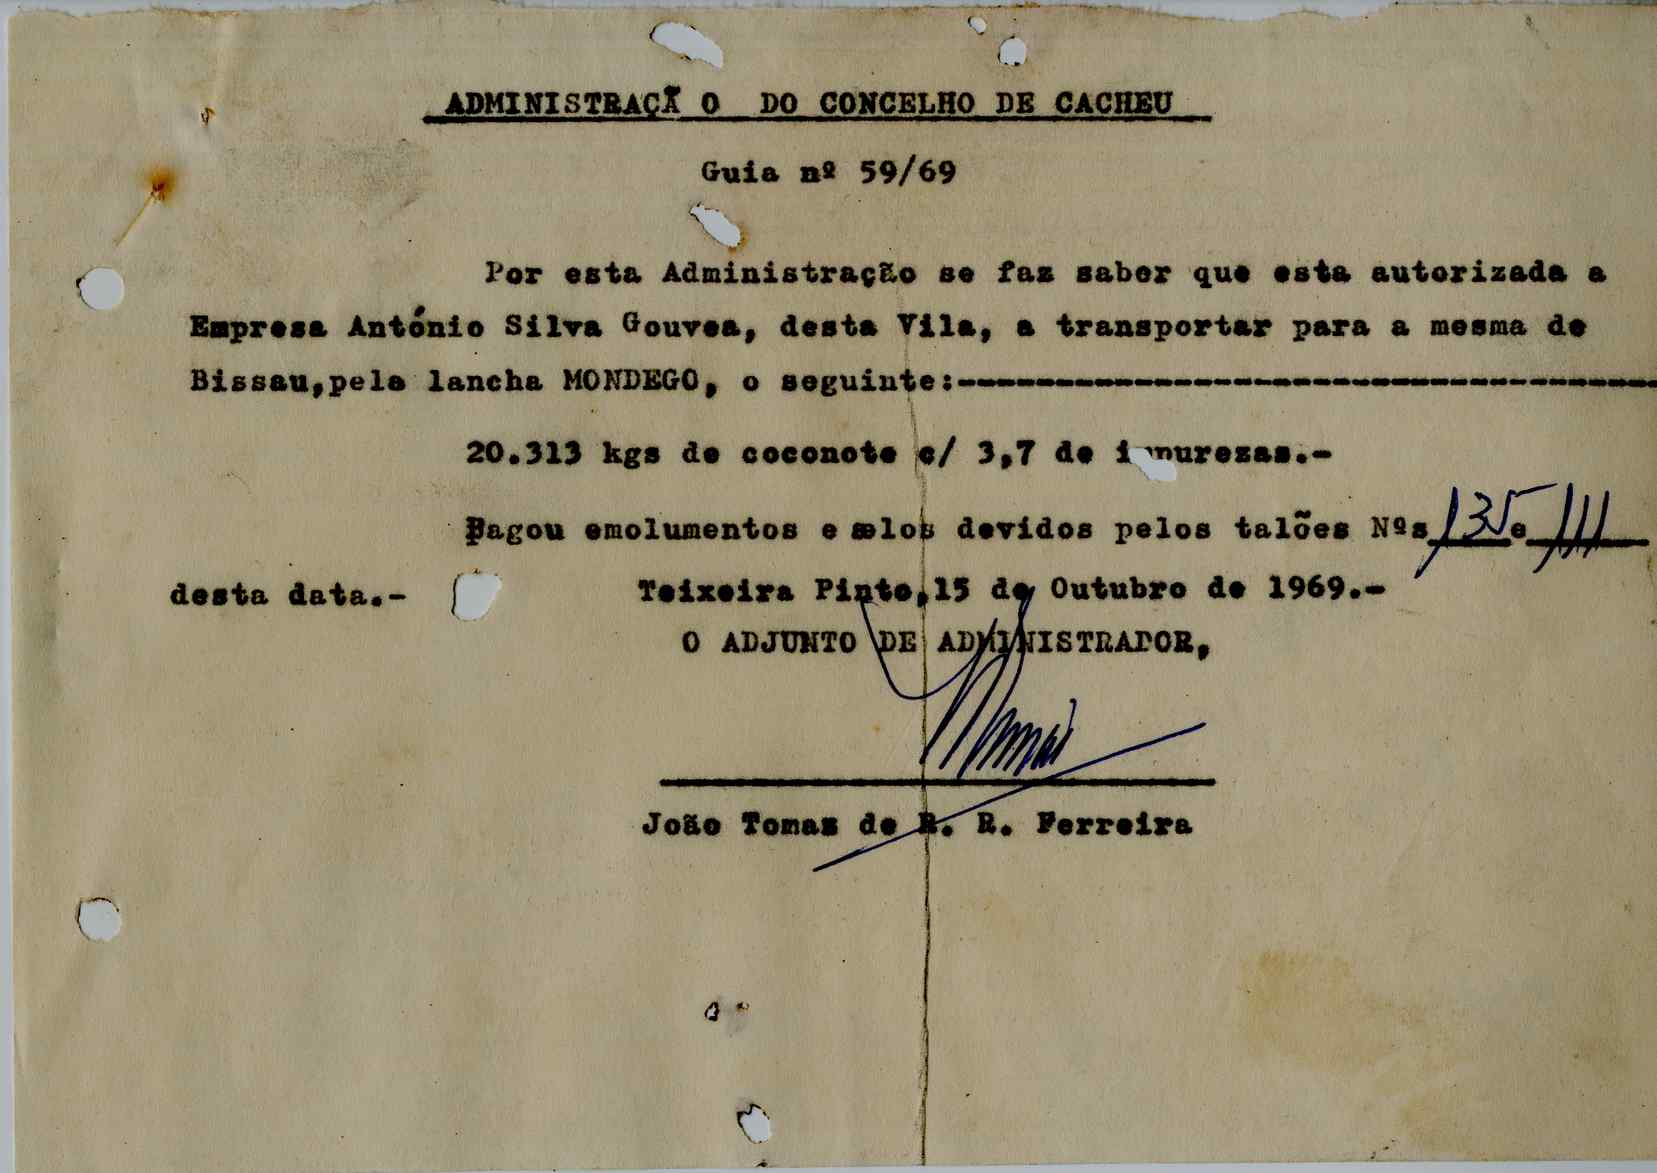 ADMINISTRAÇÃ O DO CONCELHO DE CACHEU
Guia nº 59/69
Por esta Administração se faz saber que esta autorizada a
Empresa António Silva Gouvea, desta Vila, a transportar para a mesma de
Bissau,pela lancha MONDEGO, o seguinte:-----------------------------------
20.313 kgs de coconote c/ 3,7 de impurezas.-
Pagou emolumentos e selos devidos pelos talões Nºs 135 e 111
desta data.- Teixeira Pinto,15 de Outubro de 1969.-
O ADJUNTO DE ADMINISTRADOR,
João Tomaz de R. R. Ferreira